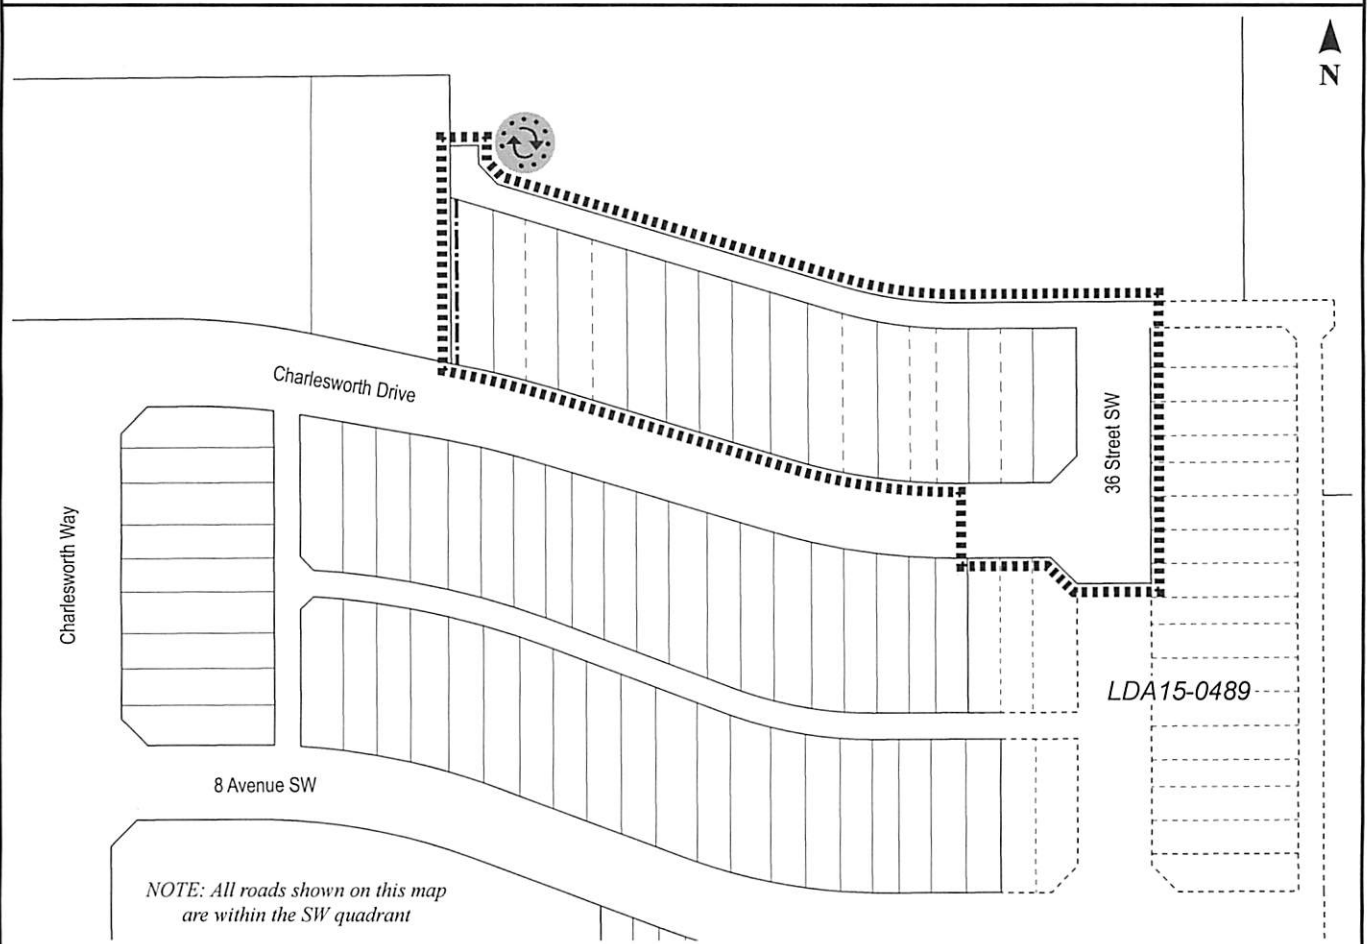 N
Charlesworth Drive
36 Street SW
Charlesworth Way
LDA15-0489
8 Avenue SW
NOTE: All roads shown on this map
are within the SW quadrant